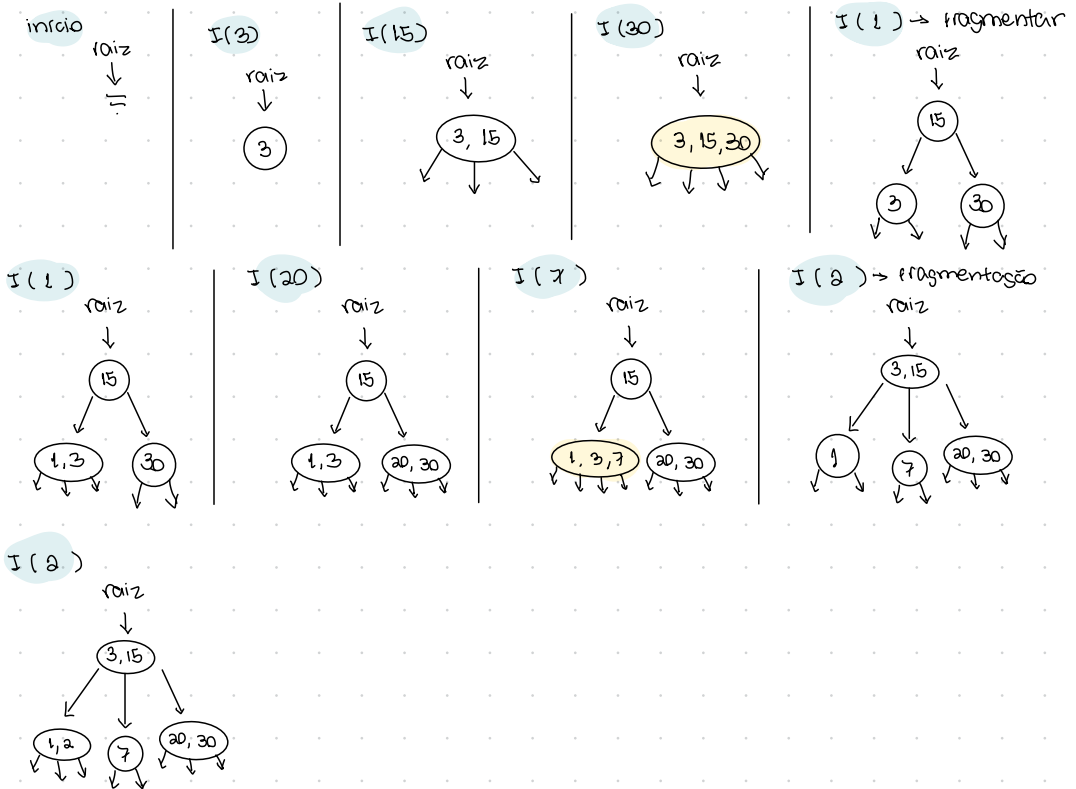 início
raiz
I(3)
raiz
3
I(15)
raiz
3, 15
I(30)
raiz
3, 15, 30
I(1) → fragmentar
raiz
15
3
30
I(1)
raiz
15
1, 3
30
I(20)
raiz
15
1, 3
20, 30
I(7)
raiz
15
1, 3, 7
20, 30
I(2) → fragmentação
raiz
3, 15
1
7
20, 30
I(2)
raiz
3, 15
1, 2
7
20, 30